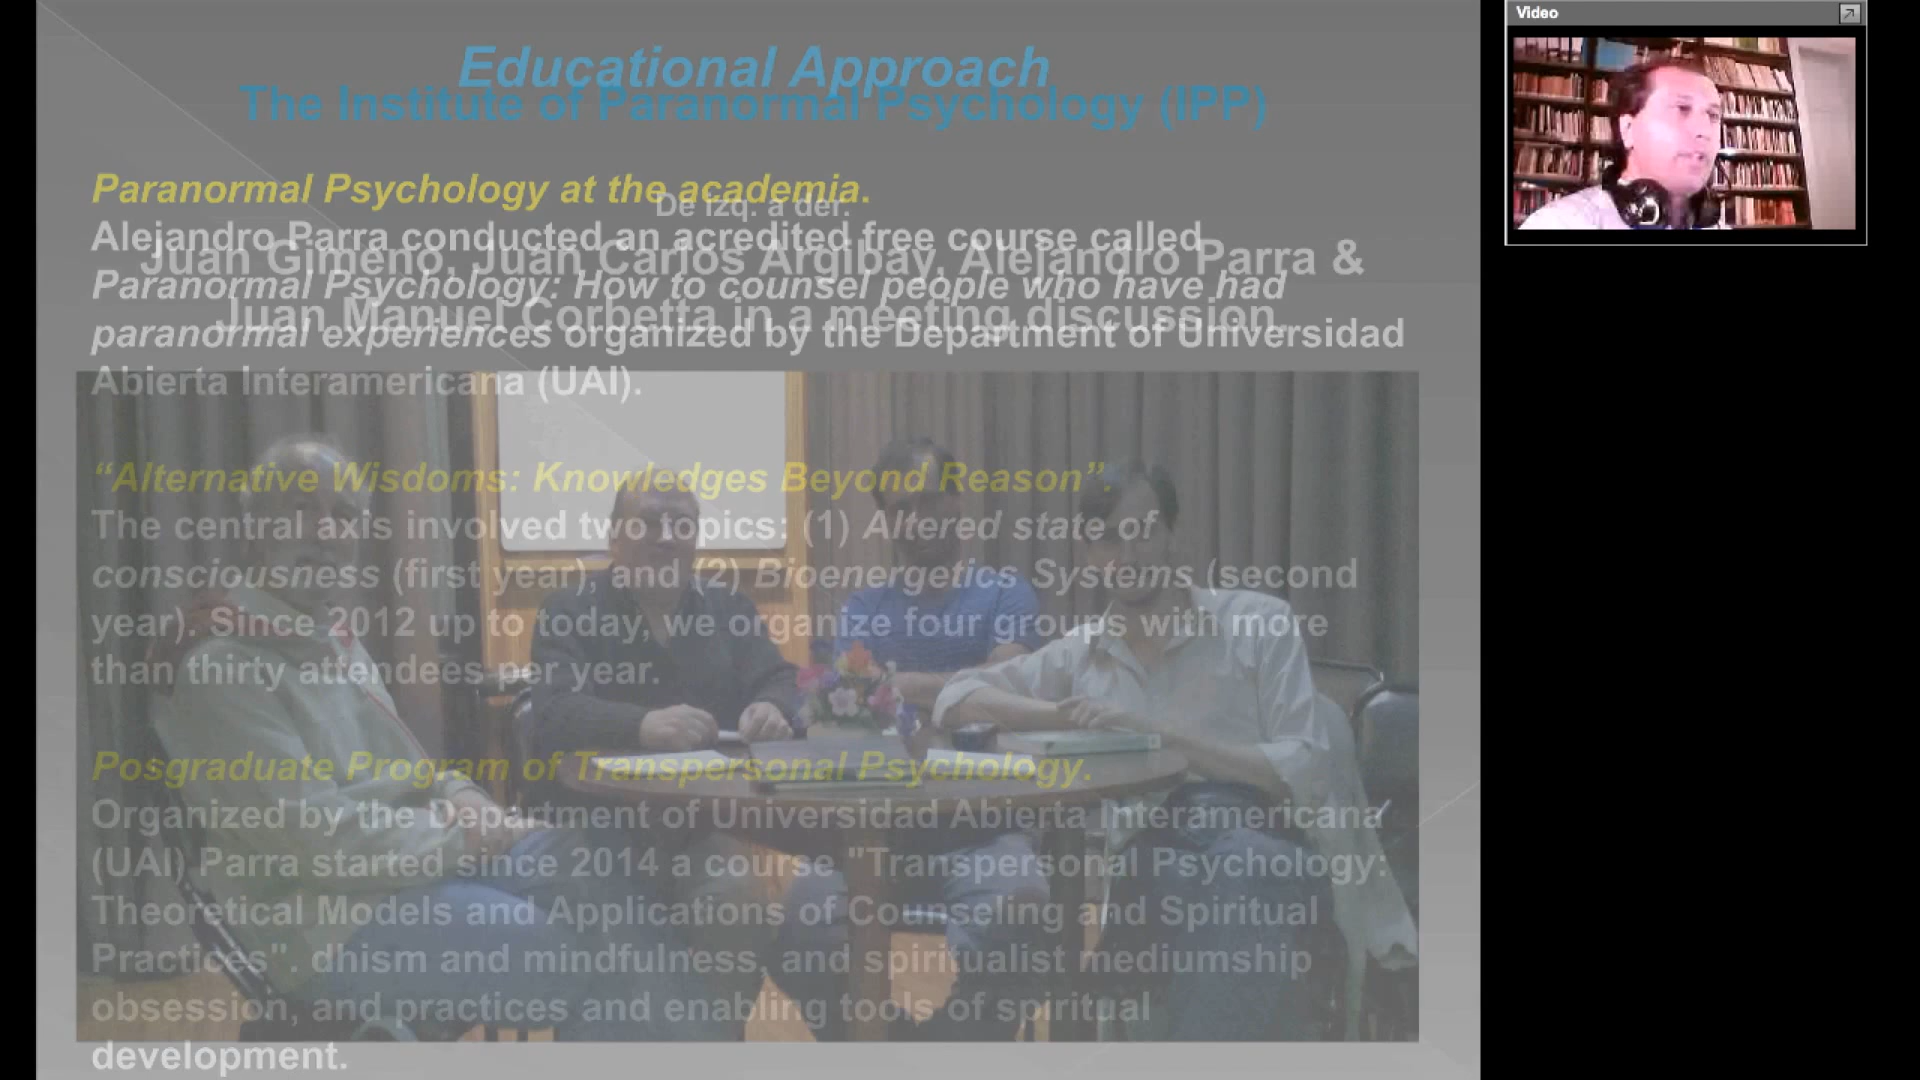 Educational Approach
The Institute of Paranormal Psychology (IPP)
Paranormal Psychology at the academia.
De izq. a der.
Alejandro Parra conducted an acredited free course called
Juan Gimeno, Juan Carlos Argibay, Alejandro Parra &
Paranormal Psychology: How to counsel people who have had
Juan Manuel Corbetta in a meeting discussion.
paranormal experiences organized by the Department of Universidad
Abierta Interamericana (UAI).
“Alternative Wisdoms: Knowledges Beyond Reason”.
The central axis involved two topics: (1) Altered state of
consciousness (first year), and (2) Bioenergetics Systems (second
year). Since 2012 up to today, we organize four groups with more
than thirty attendees per year.
Posgraduate Program of Transpersonal Psychology.
Organized by the Department of Universidad Abierta Interamericana
(UAI) Parra started since 2014 a course "Transpersonal Psychology:
Theoretical Models and Applications of Counseling and Spiritual
Practices". dhism and mindfulness, and spiritualist mediumship
obsession, and practices and enabling tools of spiritual
development.
Video